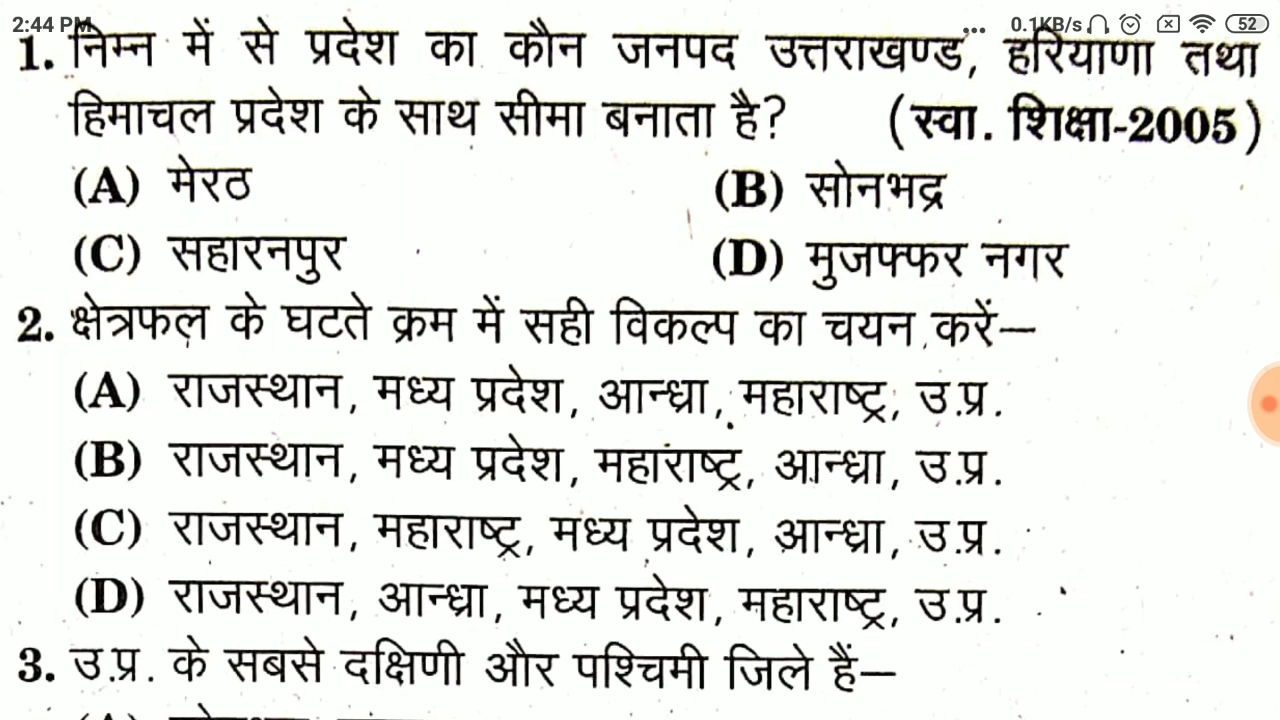 2:44 PM ... 0.1KB/s 52
1. निम्न में से प्रदेश का कौन जनपद उत्तराखण्ड, हरियाणा तथा
हिमाचल प्रदेश के साथ सीमा बनाता है? (स्वा. शिक्षा-2005)
(A) मेरठ (B) सोनभद्र
(C) सहारनपुर (D) मुजफ्फर नगर
2. क्षेत्रफल के घटते क्रम में सही विकल्प का चयन करें—
(A) राजस्थान, मध्य प्रदेश, आन्ध्रा, महाराष्ट्र, उ.प्र.
(B) राजस्थान, मध्य प्रदेश, महाराष्ट्र, आन्ध्रा, उ.प्र.
(C) राजस्थान, महाराष्ट्र, मध्य प्रदेश, आन्ध्रा, उ.प्र.
(D) राजस्थान, आन्ध्रा, मध्य प्रदेश, महाराष्ट्र, उ.प्र.
3. उ.प्र. के सबसे दक्षिणी और पश्चिमी जिले हैं—